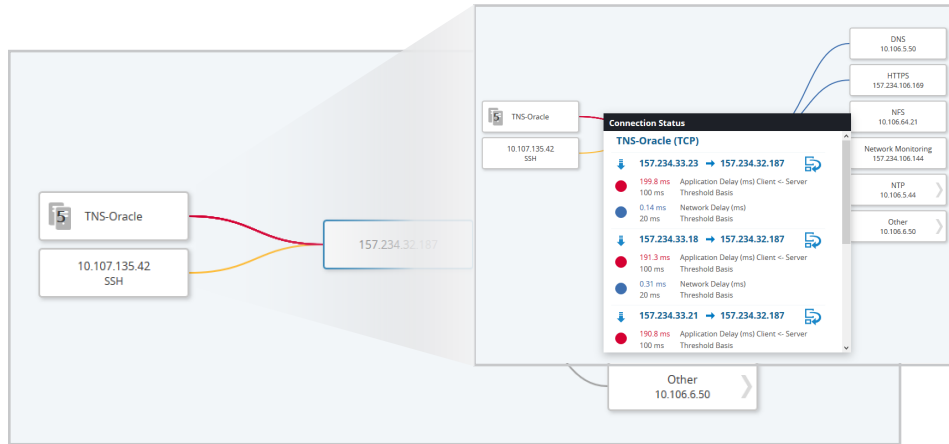 5
TNS-Oracle
10.107.135.42
SSH
157.234.32.187
5
TNS-Oracle
10.107.135.42
SSH
Connection Status
TNS-Oracle (TCP)
157.234.33.23 → 157.234.32.187
199.8 ms Application Delay (ms) Client <- Server
100 ms Threshold Basis
0.14 ms Network Delay (ms)
20 ms Threshold Basis
157.234.33.18 → 157.234.32.187
191.3 ms Application Delay (ms) Client <- Server
100 ms Threshold Basis
0.31 ms Network Delay (ms)
20 ms Threshold Basis
157.234.33.21 → 157.234.32.187
190.8 ms Application Delay (ms) Client <- Server
100 ms Threshold Basis
DNS
10.106.5.50
HTTPS
157.234.106.169
NFS
10.106.64.21
Network Monitoring
157.234.106.144
NTP
10.106.5.44
Other
10.106.6.50
Other
10.106.6.50